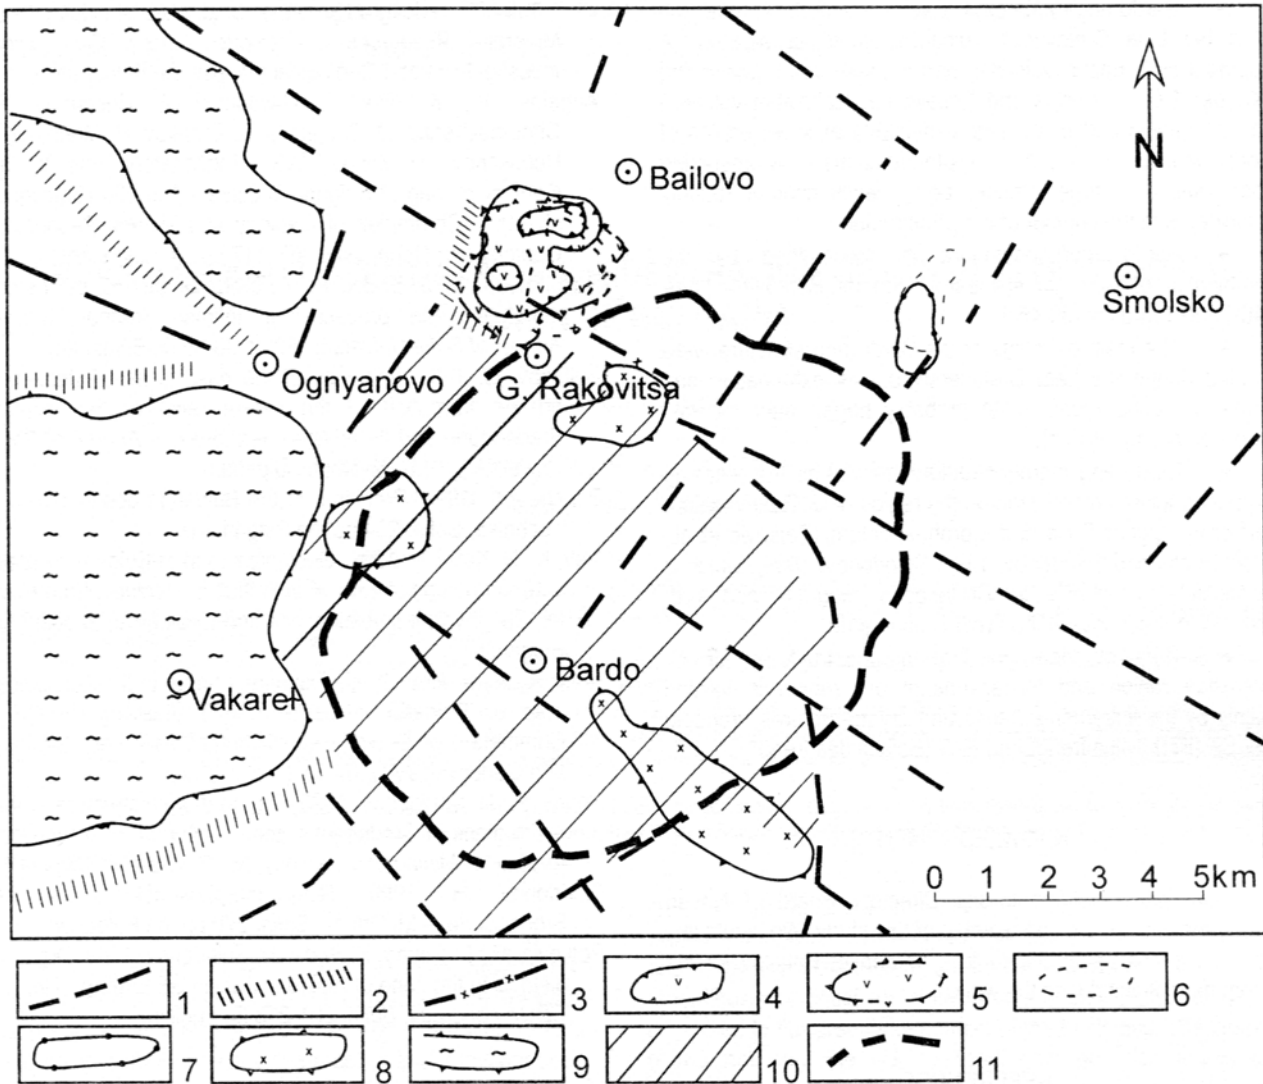 N
Bailovo
Smolsko
Ognyanovo
G. Rakovitsa
Bardo
Vakarel
0 1 2 3 4 5km
1 2 3 4 5 6
7 8 9 10 11